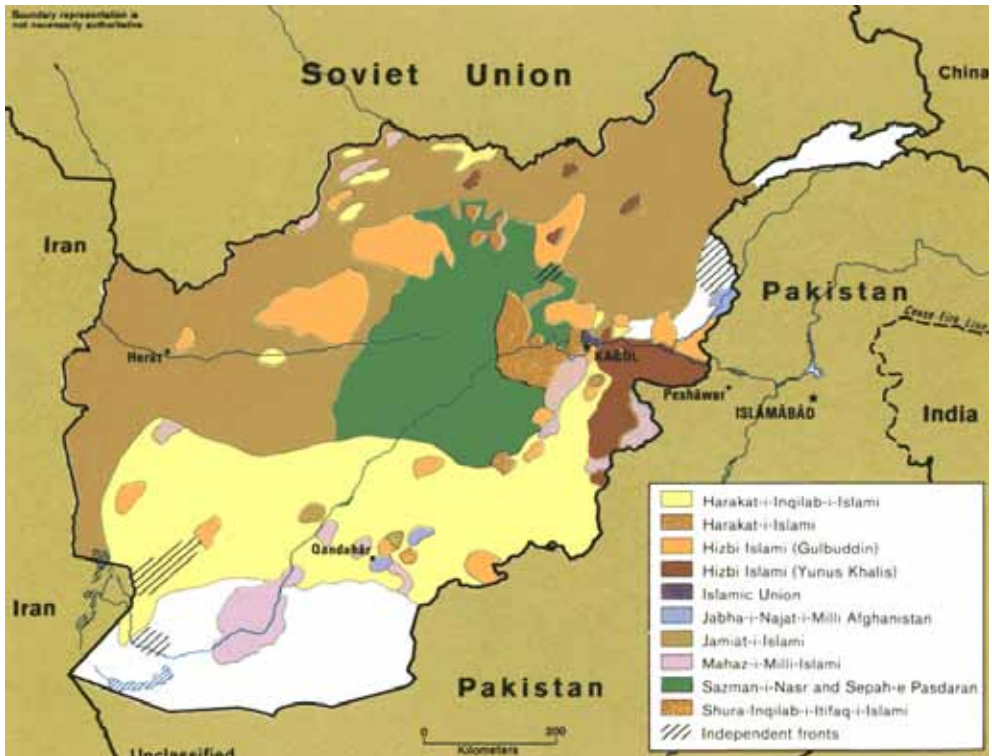 Boundary representation is
not necessarily authoritative
Soviet Union
China
Iran
Pakistan
Cease-Fire Line
Herāt
KABUL
Peshāwer
ISLĀMĀBĀD
India
Qandahār
Iran
Pakistan
Harakat-i-Inqilab-i-Islami
Harakat-i-Islami
Hizbi Islami (Gulbuddin)
Hizbi Islami (Yunus Khalis)
Islamic Union
Jabha-i-Najat-i-Milli Afghanistan
Jamiat-i-Islami
Mahaz-i-Milli-Islami
Sazman-i-Nasr and Sepah-e Pasdaran
Shura-Inqilab-i-Itifaq-i-Islami
Independent fronts
0 200
Kilometers
Unclassified